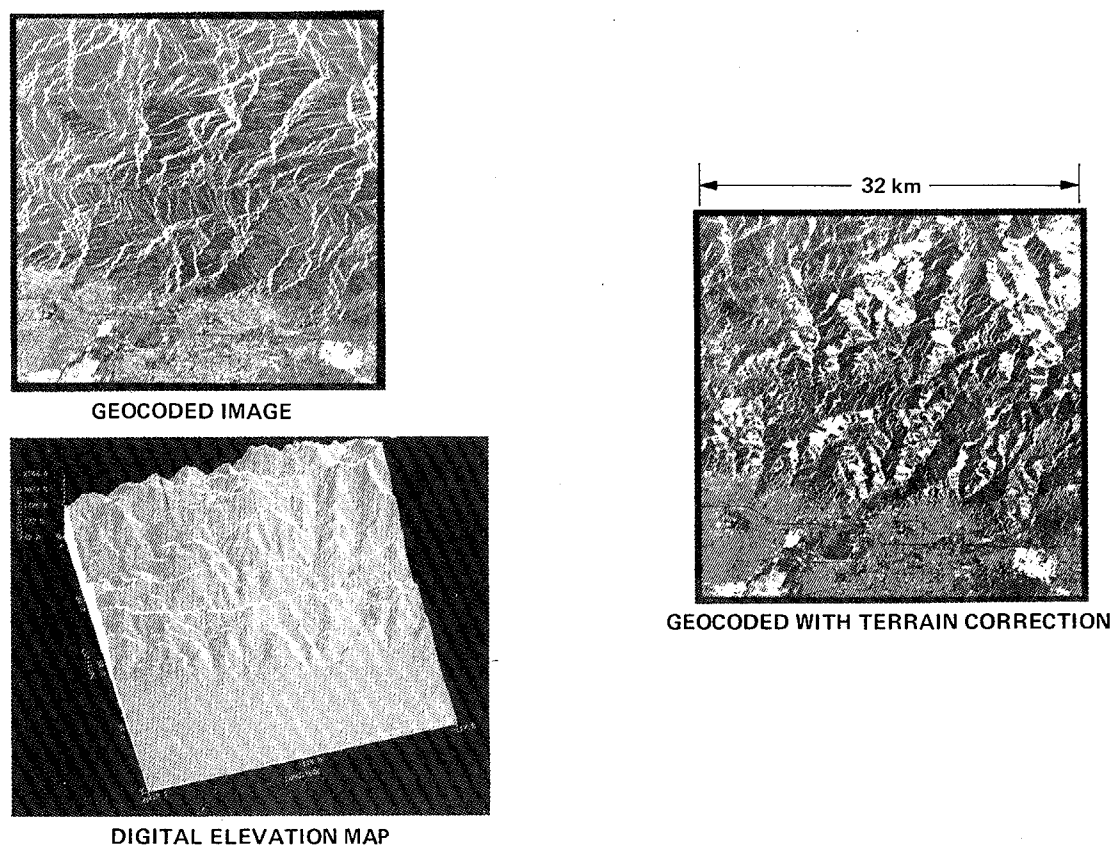 GEOCODED IMAGE
DIGITAL ELEVATION MAP
32 km
GEOCODED WITH TERRAIN CORRECTION